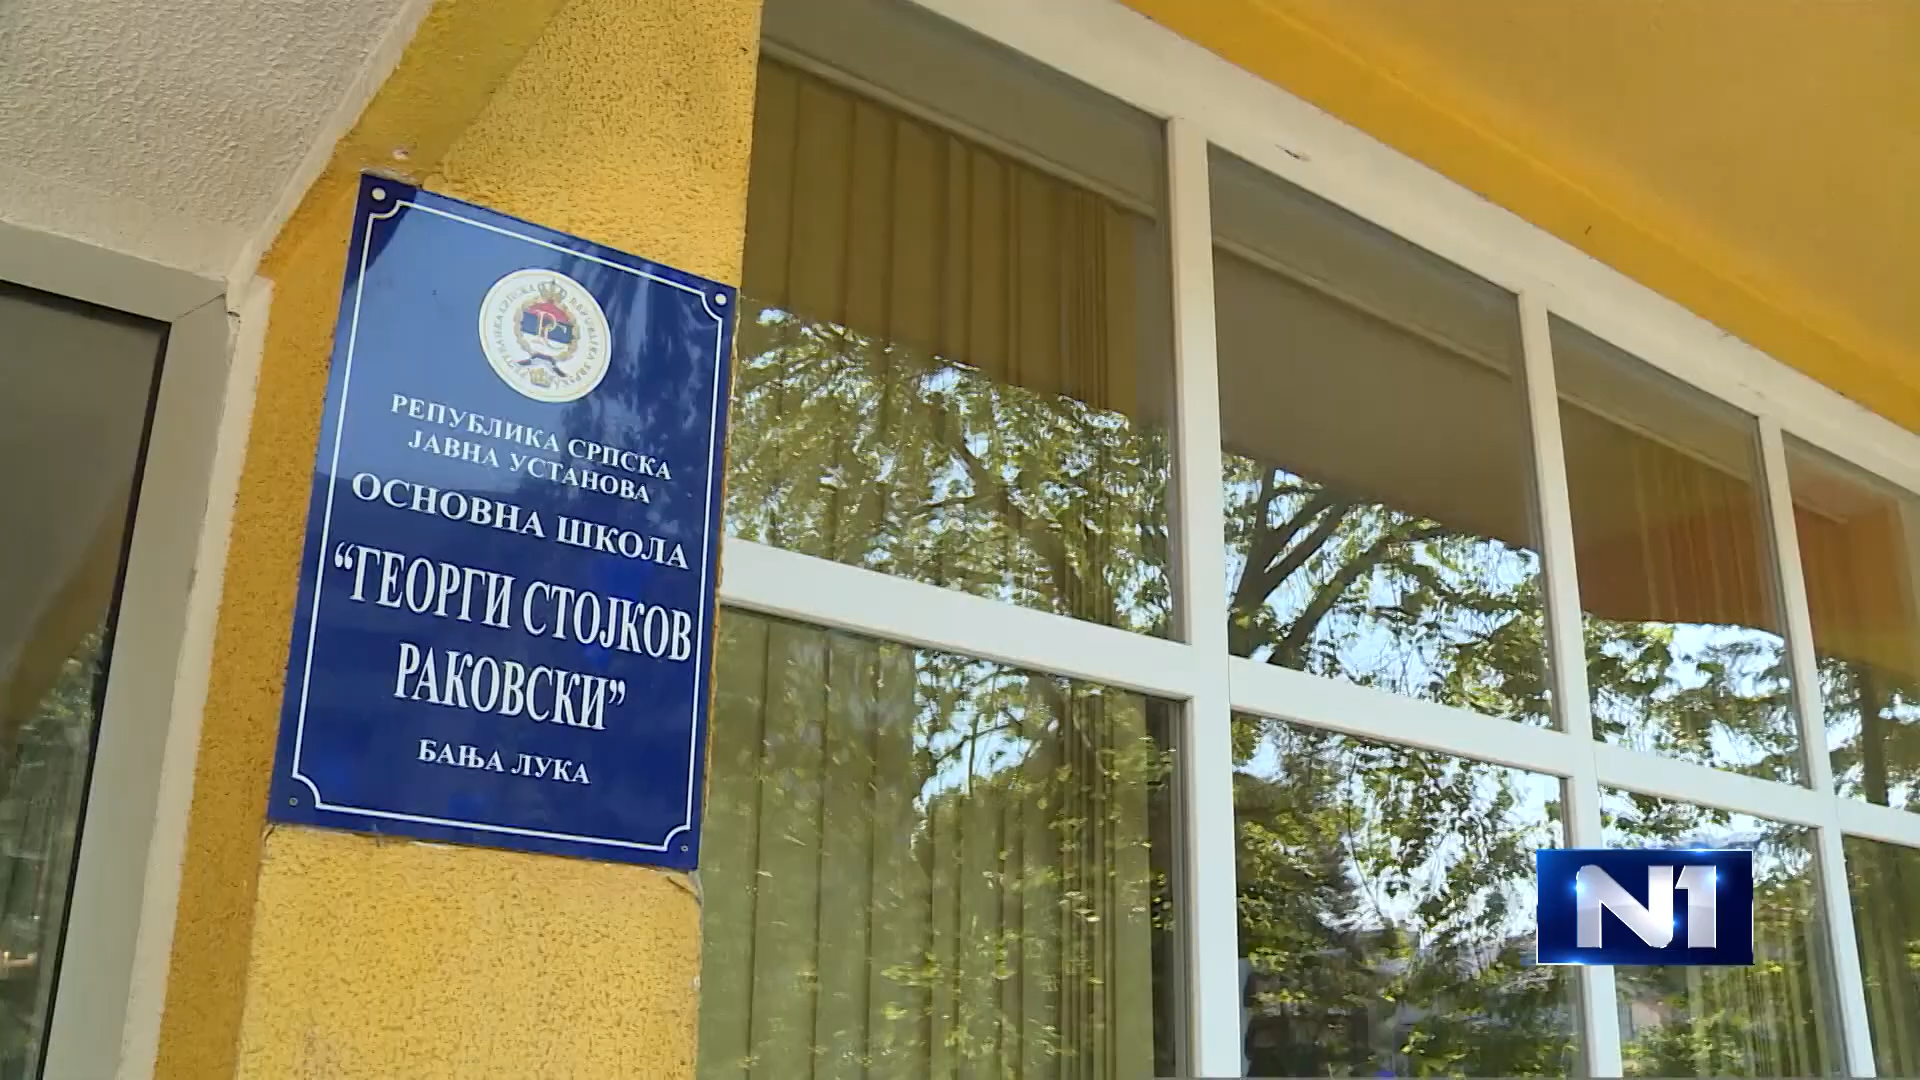 РЕПУБЛИКА СРПСКА
ЈАВНА УСТАНОВА
ОСНОВНА ШКОЛА
“ГЕОРГИ СТОЈКОВ
РАКОВСКИ”
БАЊА ЛУКА
N1